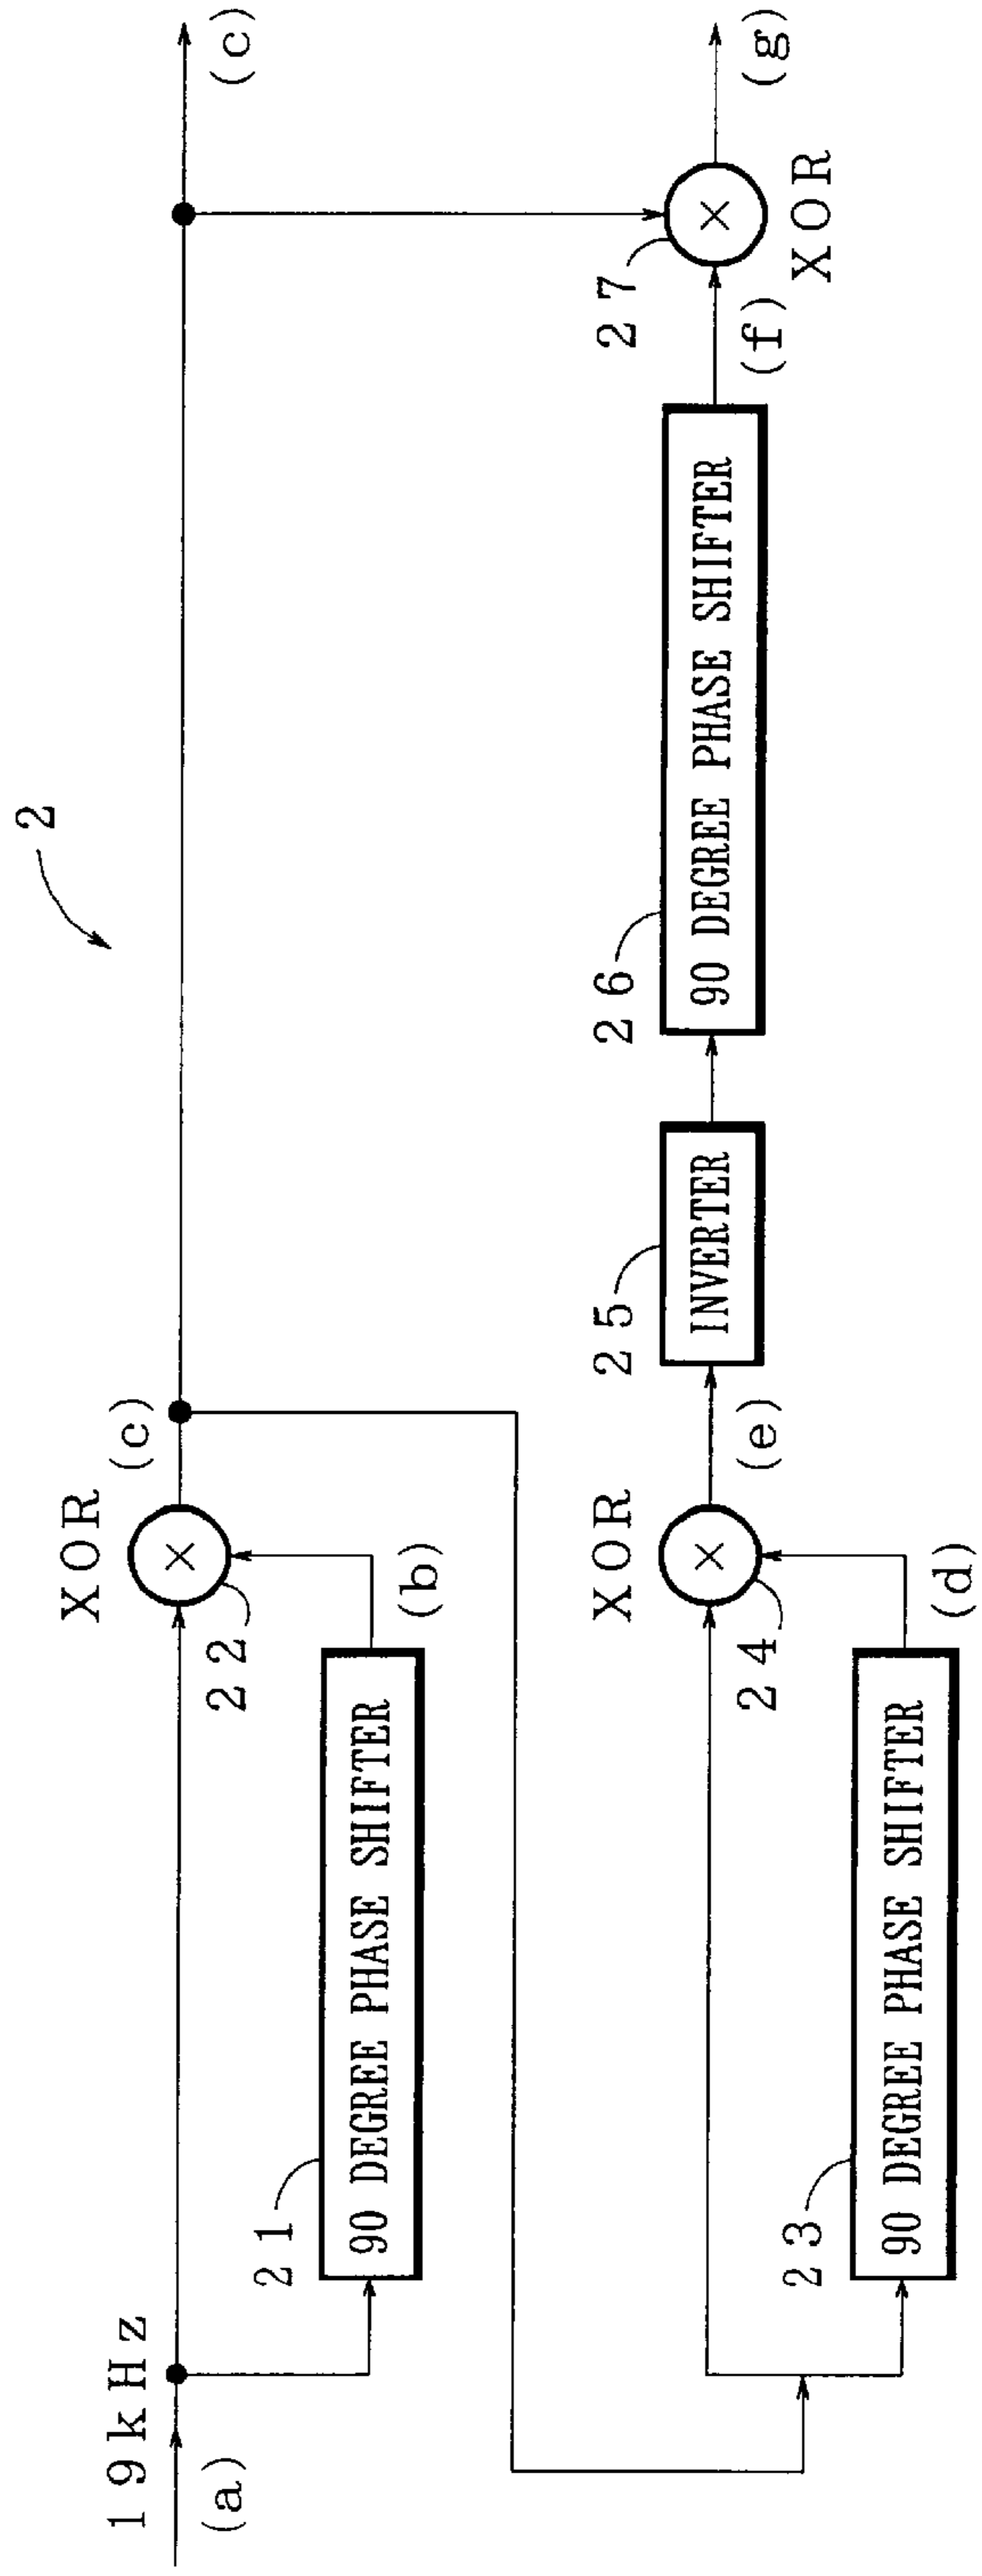 2
19kHz
(a)
21
90 DEGREE PHASE SHIFTER
XOR
22
(b)
(c)
(c)
23
90 DEGREE PHASE SHIFTER
XOR
24
(d)
(e)
25
INVERTER
26
90 DEGREE PHASE SHIFTER
(f)
27
XOR
(g)